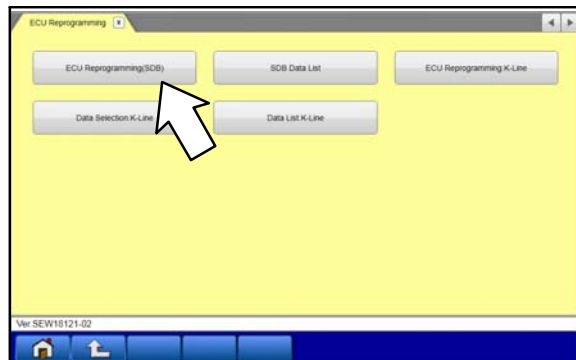 ECU Reprogramming x
ECU Reprogramming(SDB) SDB Data List ECU Reprogramming:K-Line
Data Selection:K-Line Data List:K-Line
Ver.SEW18121-02